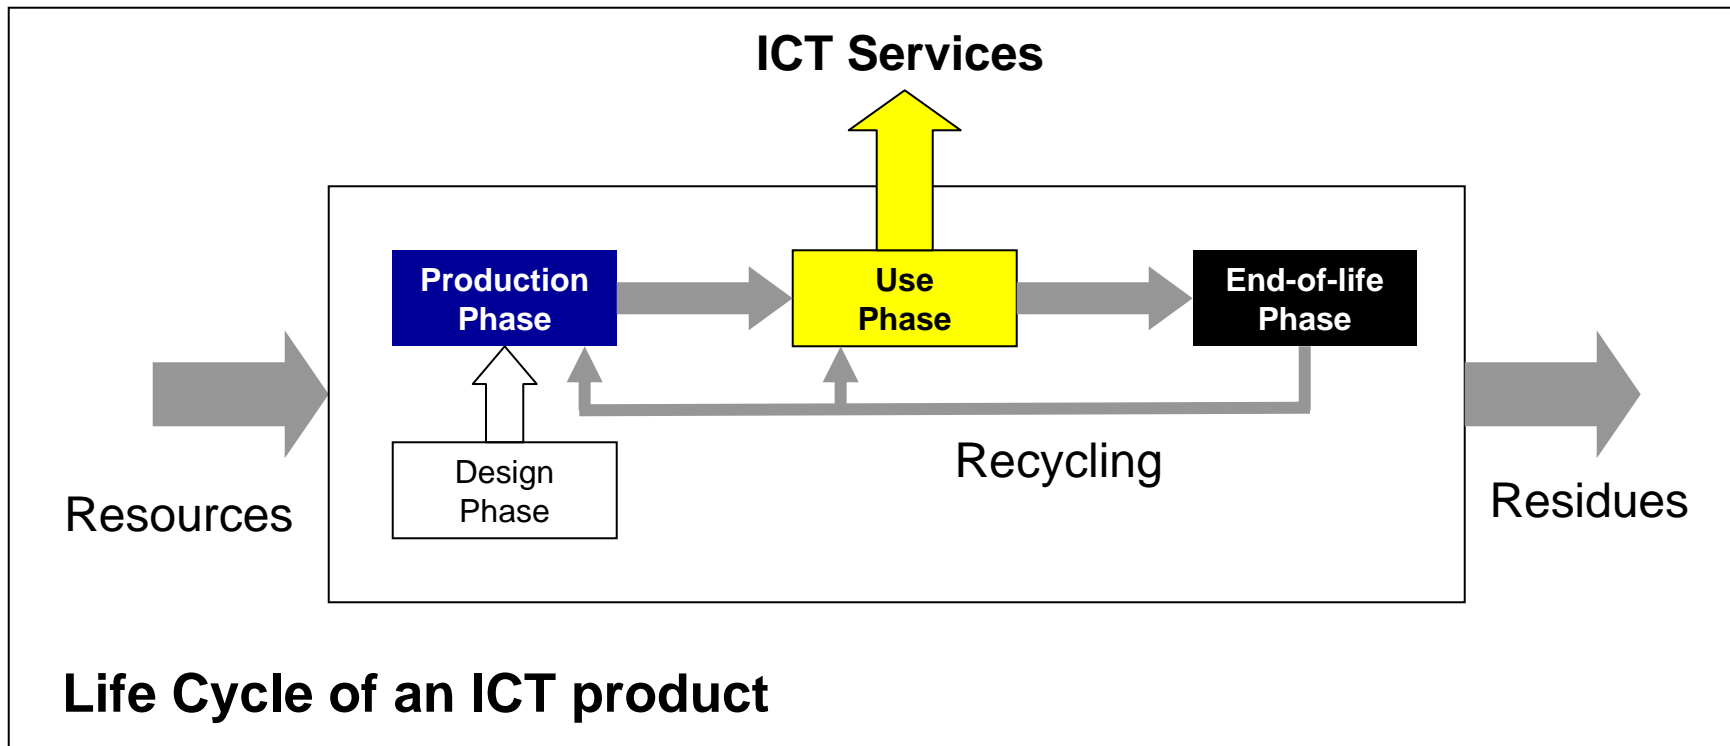 ICT Services
Production
Phase
Use
Phase
End-of-life
Phase
Design
Phase
Recycling
Resources
Residues
Life Cycle of an ICT product